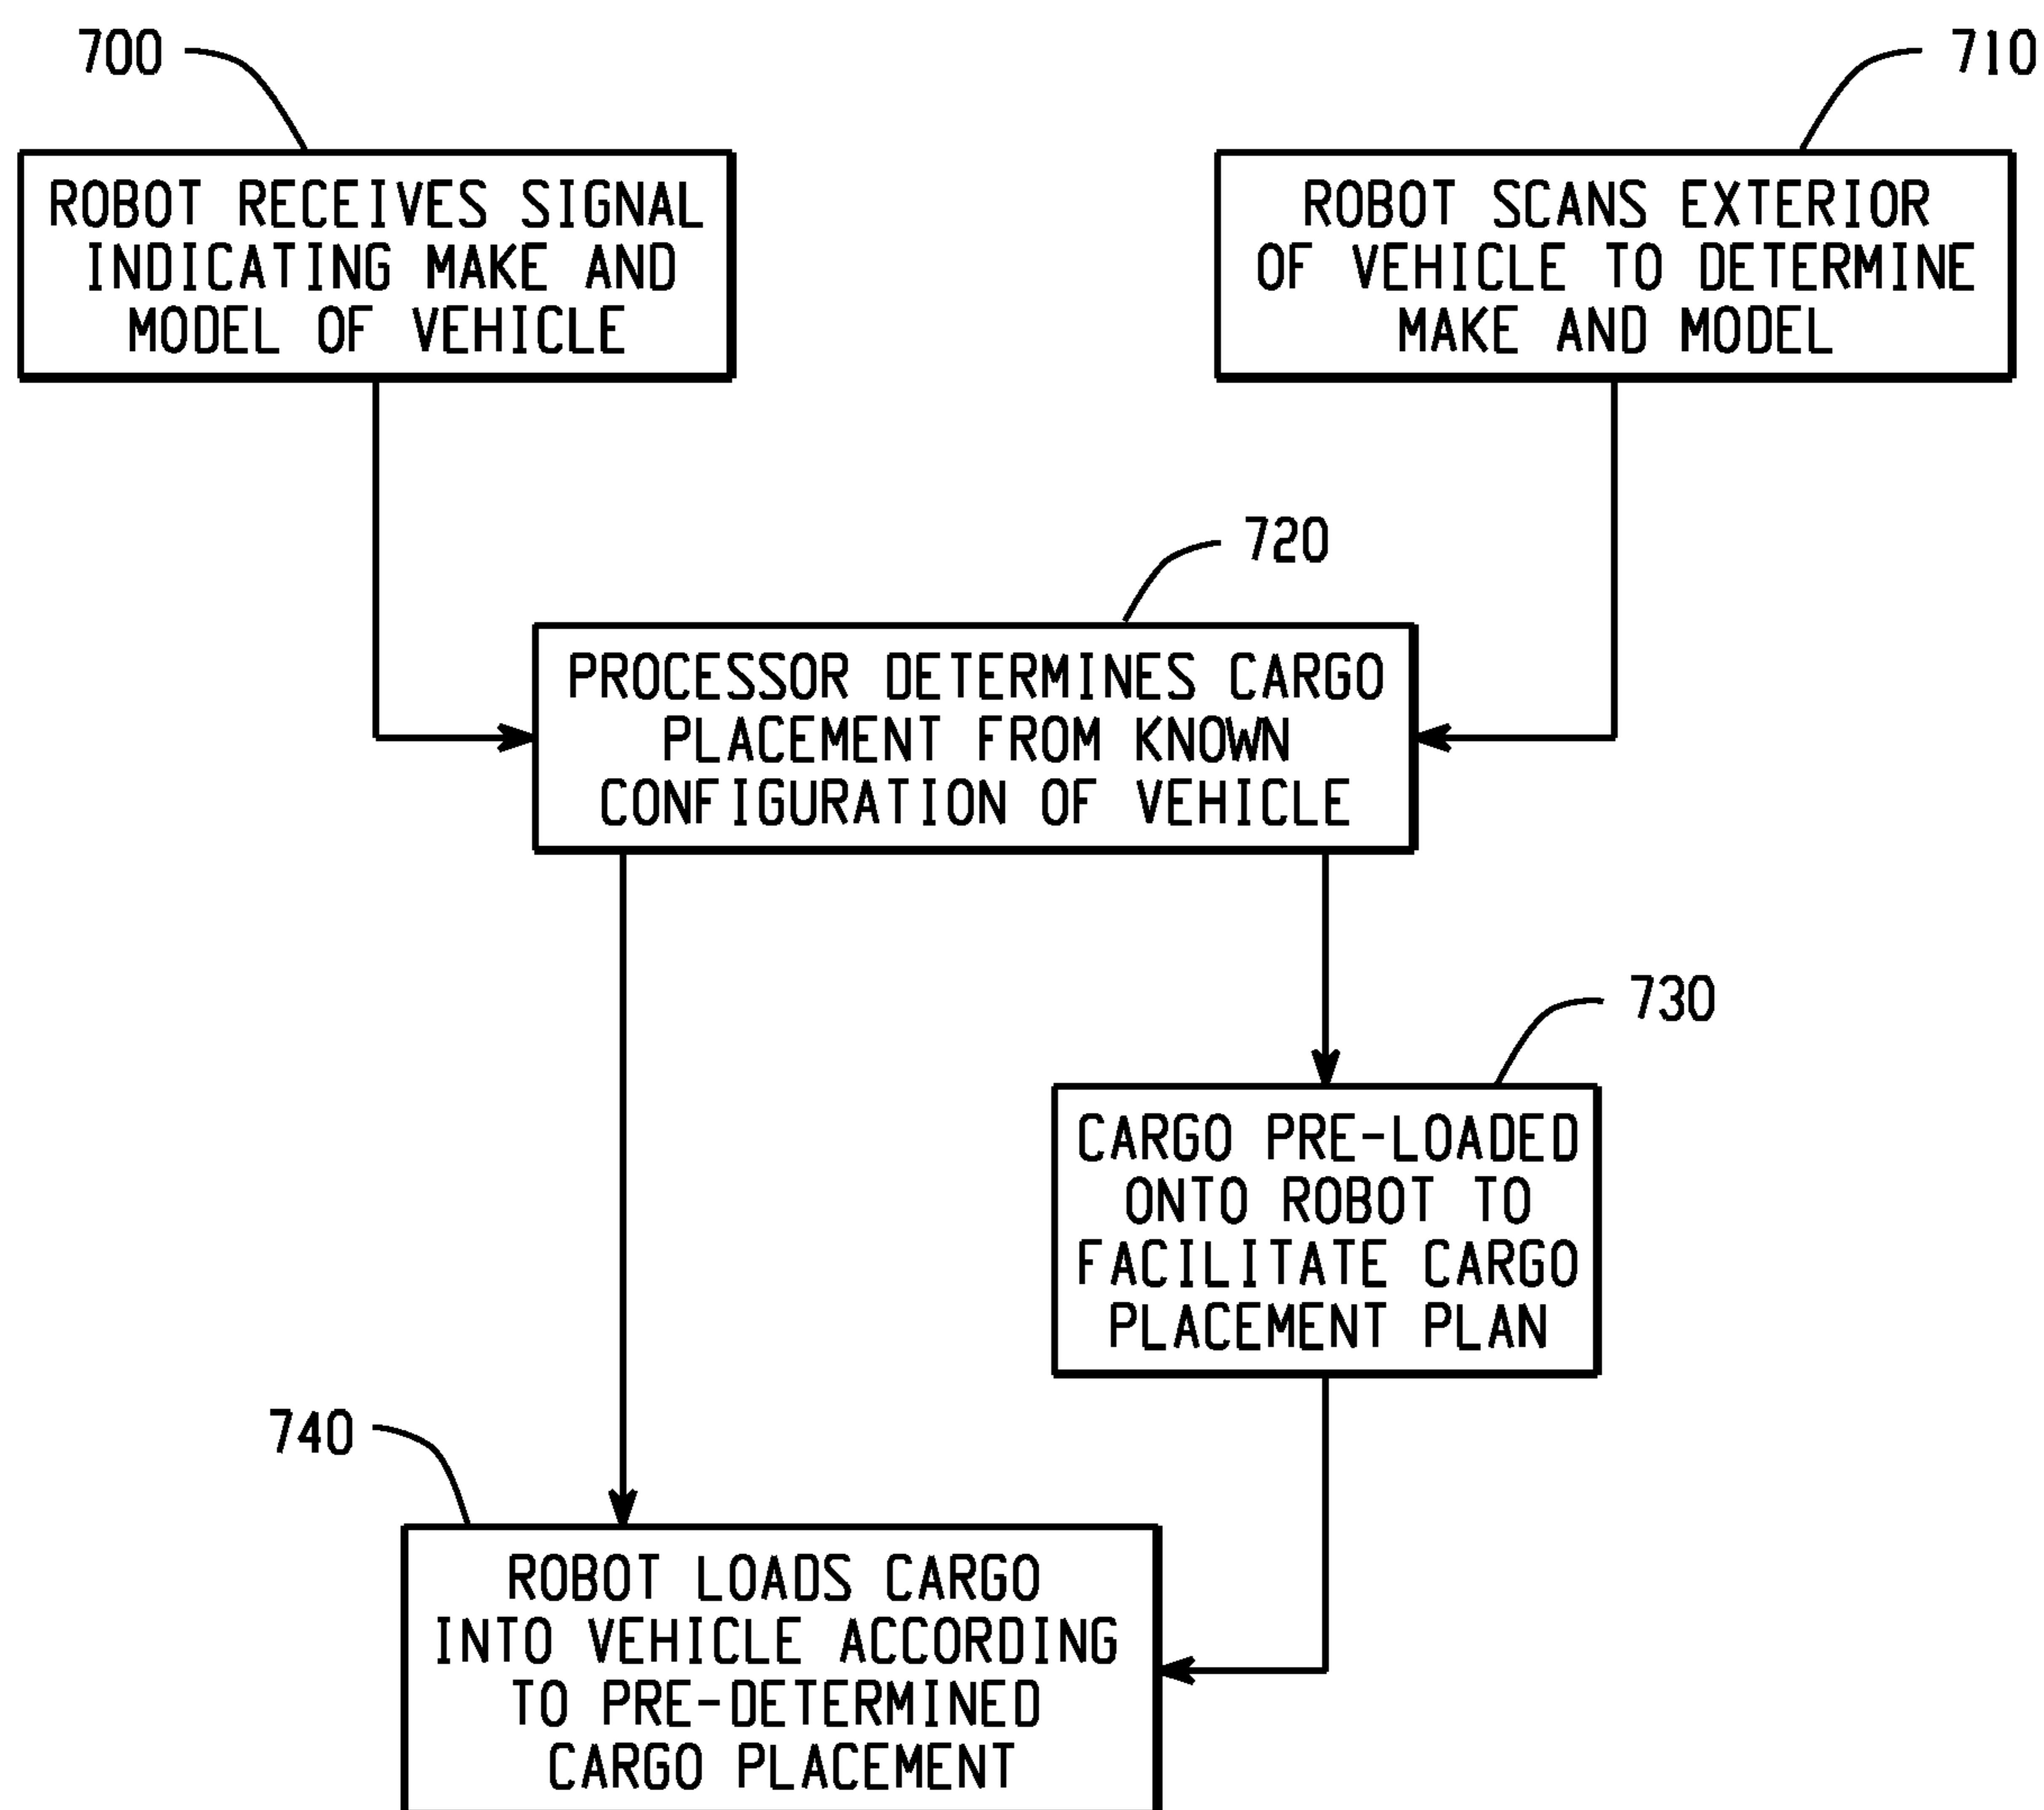 700
ROBOT RECEIVES SIGNAL
INDICATING MAKE AND
MODEL OF VEHICLE
710
ROBOT SCANS EXTERIOR
OF VEHICLE TO DETERMINE
MAKE AND MODEL
720
PROCESSOR DETERMINES CARGO
PLACEMENT FROM KNOWN
CONFIGURATION OF VEHICLE
730
CARGO PRE-LOADED
ONTO ROBOT TO
FACILITATE CARGO
PLACEMENT PLAN
740
ROBOT LOADS CARGO
INTO VEHICLE ACCORDING
TO PRE-DETERMINED
CARGO PLACEMENT